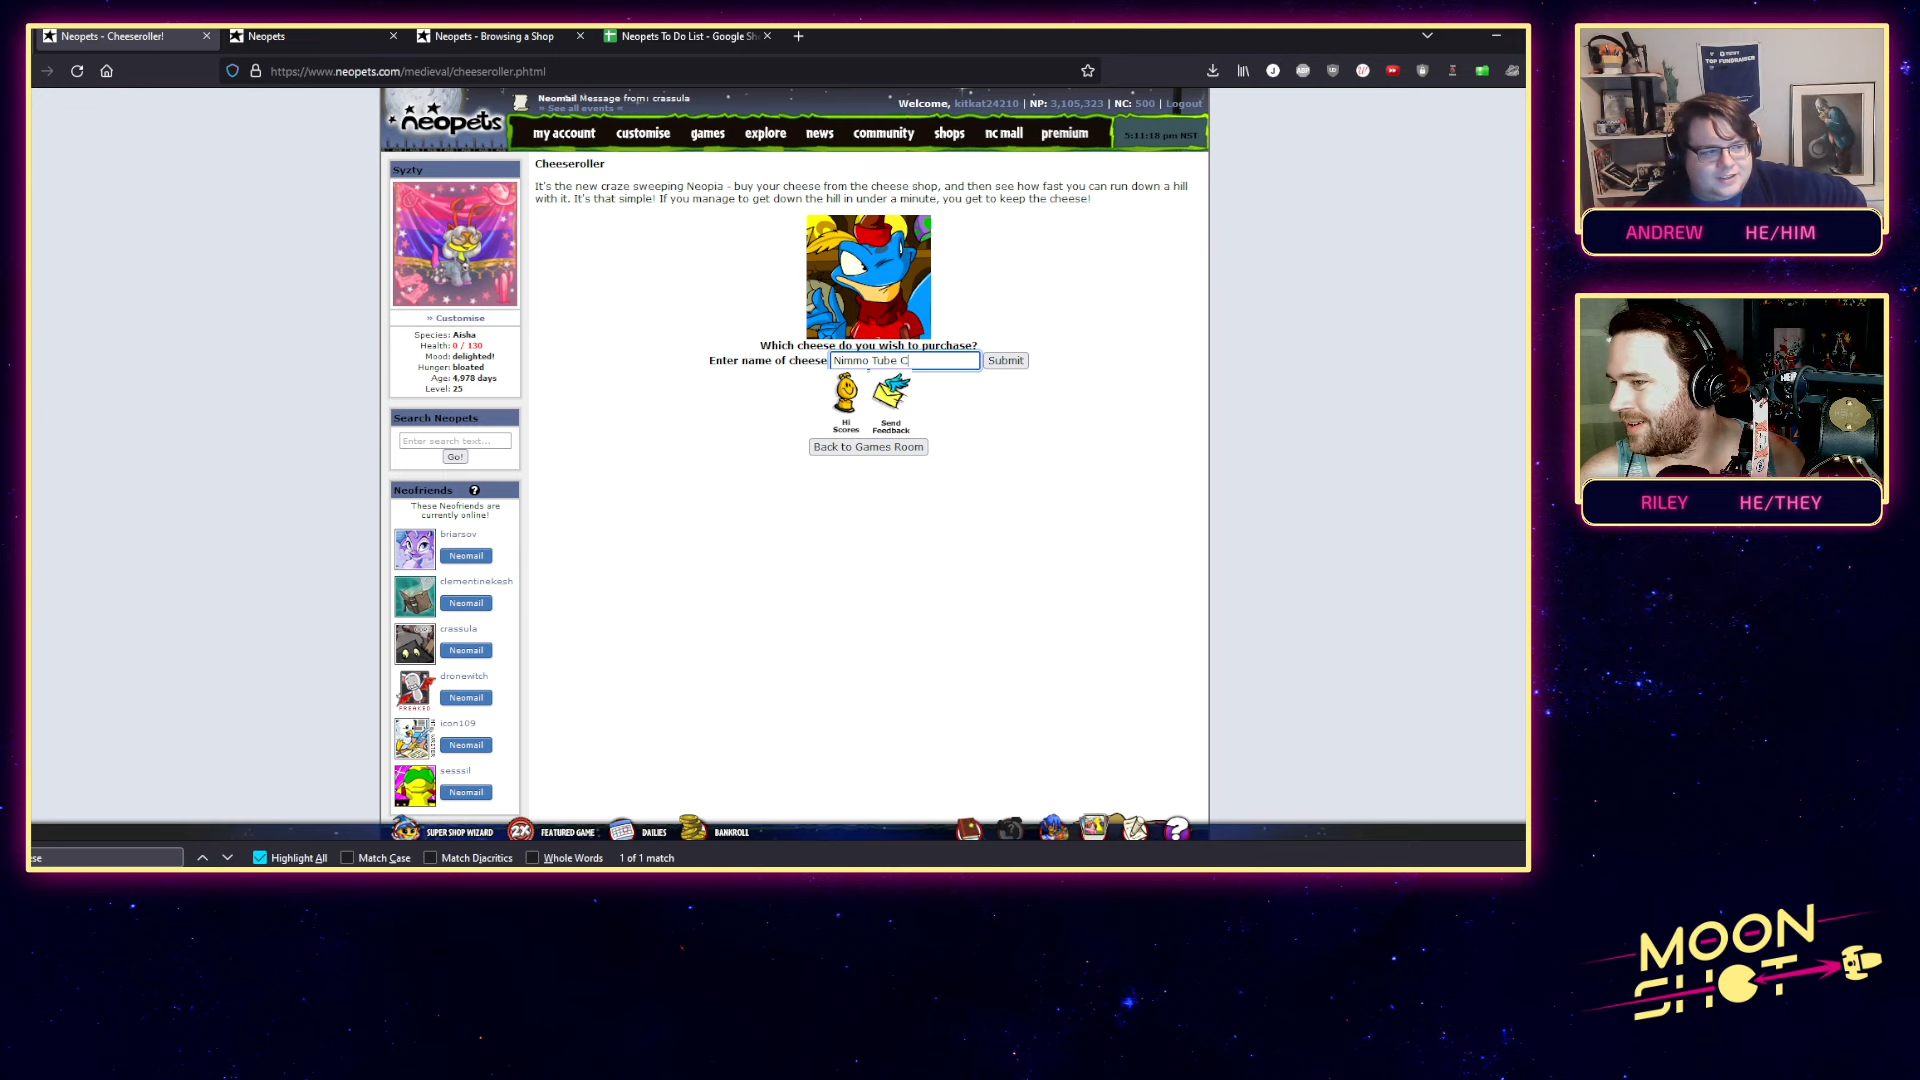 Neopets - Cheeseroller!
Neopets
Neopets - Browsing a Shop
Neopets To Do List - Google She
https://www.neopets.com/medieval/cheeseroller.phtml
Neomail Message from: crassula
» See all events «
Welcome, kitkat24210 | NP: 3,105,323 | NC: 500 | Logout
neopets
my account
customise
games
explore
news
community
shops
nc mall
premium
5:11:18 pm NST
Syzty
» Customise
Species: Aisha
Health: 0 / 130
Mood: delighted!
Hunger: bloated
Age: 4,978 days
Level: 25
Search Neopets
Enter search text...
Go!
Neofriends
These Neofriends are
currently online!
briarsov
Neomail
clementinekesh
Neomail
crassula
Neomail
dronewitch
Neomail
icon109
Neomail
sesssil
Neomail
Cheeseroller
It's the new craze sweeping Neopia - buy your cheese from the cheese shop, and then see how fast you can run down a hill
with it. It's that simple! If you manage to get down the hill in under a minute, you get to keep the cheese!
Which cheese do you wish to purchase?
Enter name of cheese Nimmo Tube C Submit
Hi
Scores
Send
Feedback
Back to Games Room
SUPER SHOP WIZARD
2X FEATURED GAME
DAILIES
BANKROLL
ese
Highlight All
Match Case
Match Diacritics
Whole Words
1 of 1 match
TOP FUNDRAISER
ANDREW HE/HIM
RILEY HE/THEY
MOON
SHOT